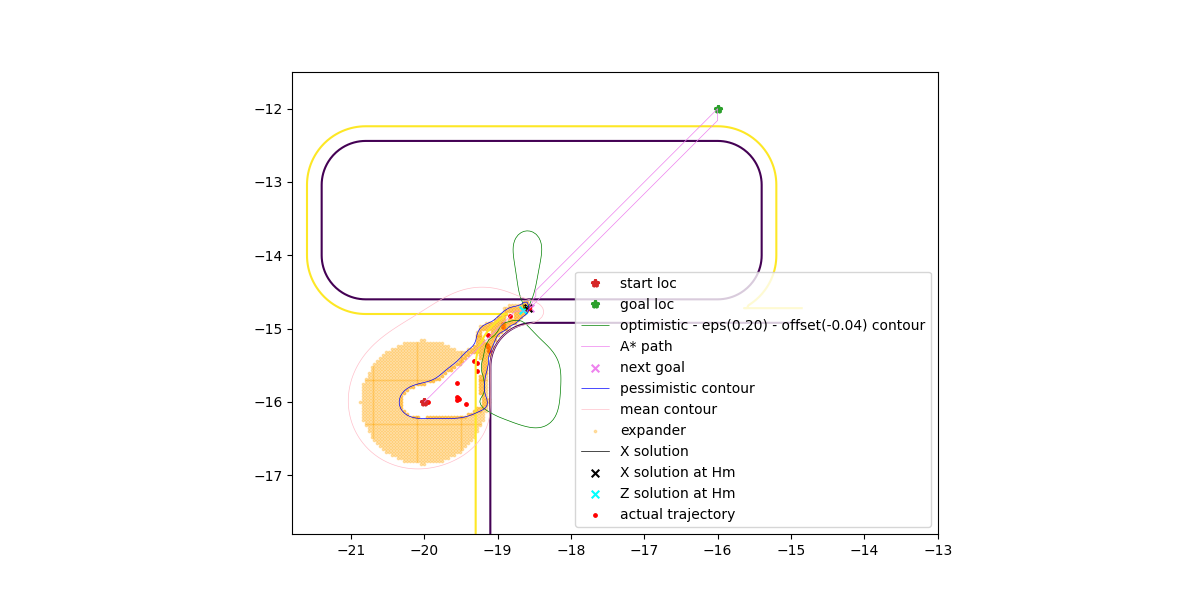 −12
−13
−14
−15
−16
−17
start loc
goal loc
optimistic - eps(0.20) - offset(-0.04) contour
A* path
next goal
pessimistic contour
mean contour
expander
X solution
X solution at Hm
Z solution at Hm
actual trajectory
−21 −20 −19 −18 −17 −16 −15 −14 −13